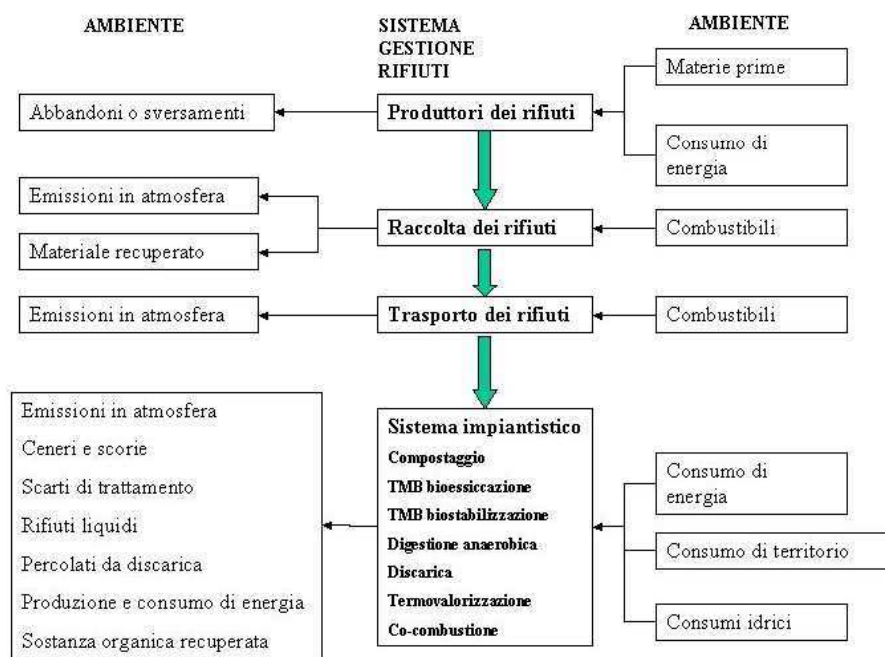 AMBIENTE
SISTEMA
GESTIONE
RIFIUTI
AMBIENTE
Materie prime
Abbandoni o sversamenti
Produttori dei rifiuti
Consumo di
energia
Emissioni in atmosfera
Raccolta dei rifiuti
Combustibili
Materiale recuperato
Emissioni in atmosfera
Trasporto dei rifiuti
Combustibili
Emissioni in atmosfera
Ceneri e scorie
Scarti di trattamento
Rifiuti liquidi
Percolati da discarica
Produzione e consumo di energia
Sostanza organica recuperata
Sistema impiantistico
Compostaggio
TMB bioessiccazione
TMB biostabilizzazione
Digestione anaerobica
Discarica
Termovalorizzazione
Co-combustione
Consumo di
energia
Consumo di territorio
Consumi idrici